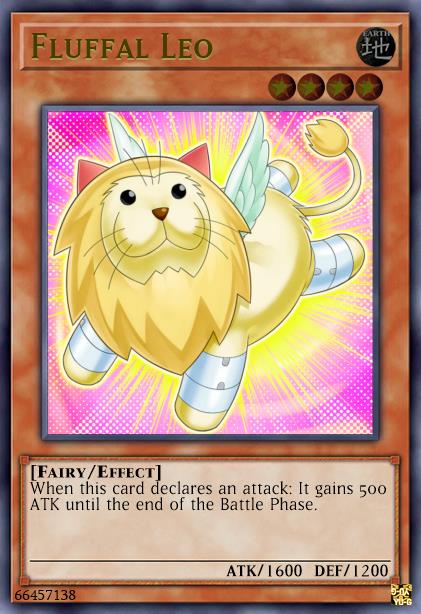 Fluffal Leo
EARTH
地
[Fairy/Effect]
When this card declares an attack: It gains 500
ATK until the end of the Battle Phase.
ATK/1600 DEF/1200
66457138